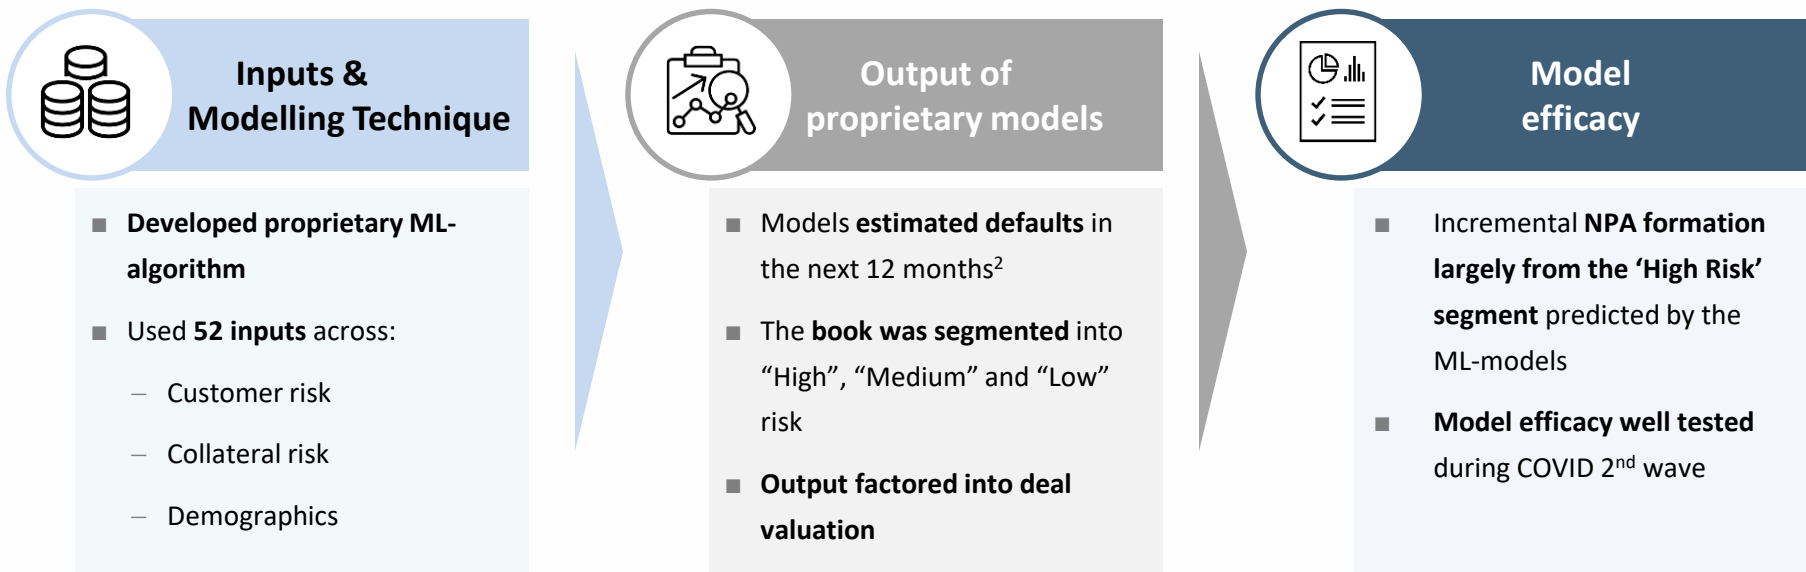 Inputs &
Modelling Technique
■ Developed proprietary ML-
algorithm
■ Used 52 inputs across:
– Customer risk
– Collateral risk
– Demographics
Output of
proprietary models
■ Models estimated defaults in
the next 12 months²
■ The book was segmented into
“High”, “Medium” and “Low”
risk
■ Output factored into deal
valuation
Model
efficacy
■ Incremental NPA formation
largely from the ‘High Risk’
segment predicted by the
ML-models
■ Model efficacy well tested
during COVID 2nd wave